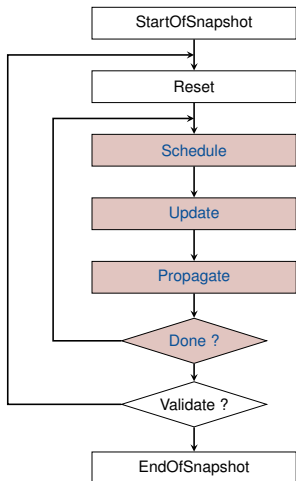 StartOfSnapshot
Reset
Schedule
Update
Propagate
Done ?
Validate ?
EndOfSnapshot